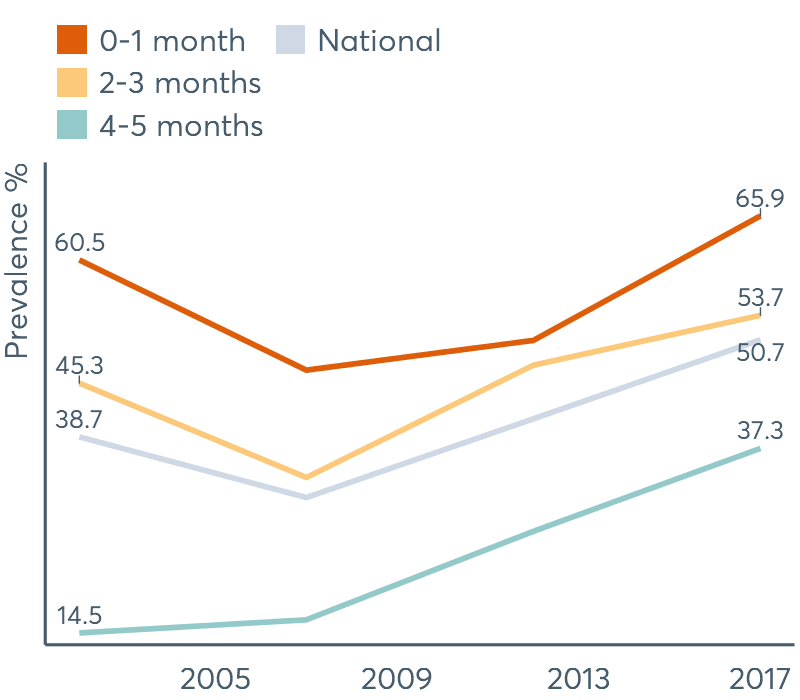 0-1 month National
2-3 months
4-5 months
Prevalence %
65.9
60.5
53.7
50.7
45.3
38.7
37.3
14.5
2005 2009 2013 2017